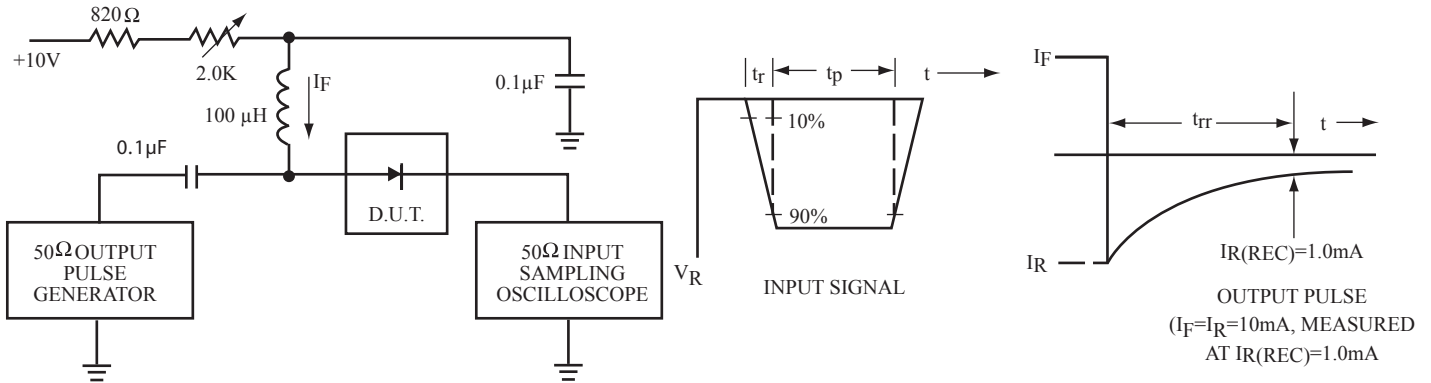 820Ω
+10V
2.0K
IF
100 µH
0.1µF
0.1µF
D.U.T.
50Ω OUTPUT
PULSE
GENERATOR
50Ω INPUT
SAMPLING
OSCILLOSCOPE
tr
tp
t
10%
90%
VR
INPUT SIGNAL
IF
trr
t
IR
IR(REC)=1.0mA
OUTPUT PULSE
(IF=IR=10mA, MEASURED
AT IR(REC)=1.0mA